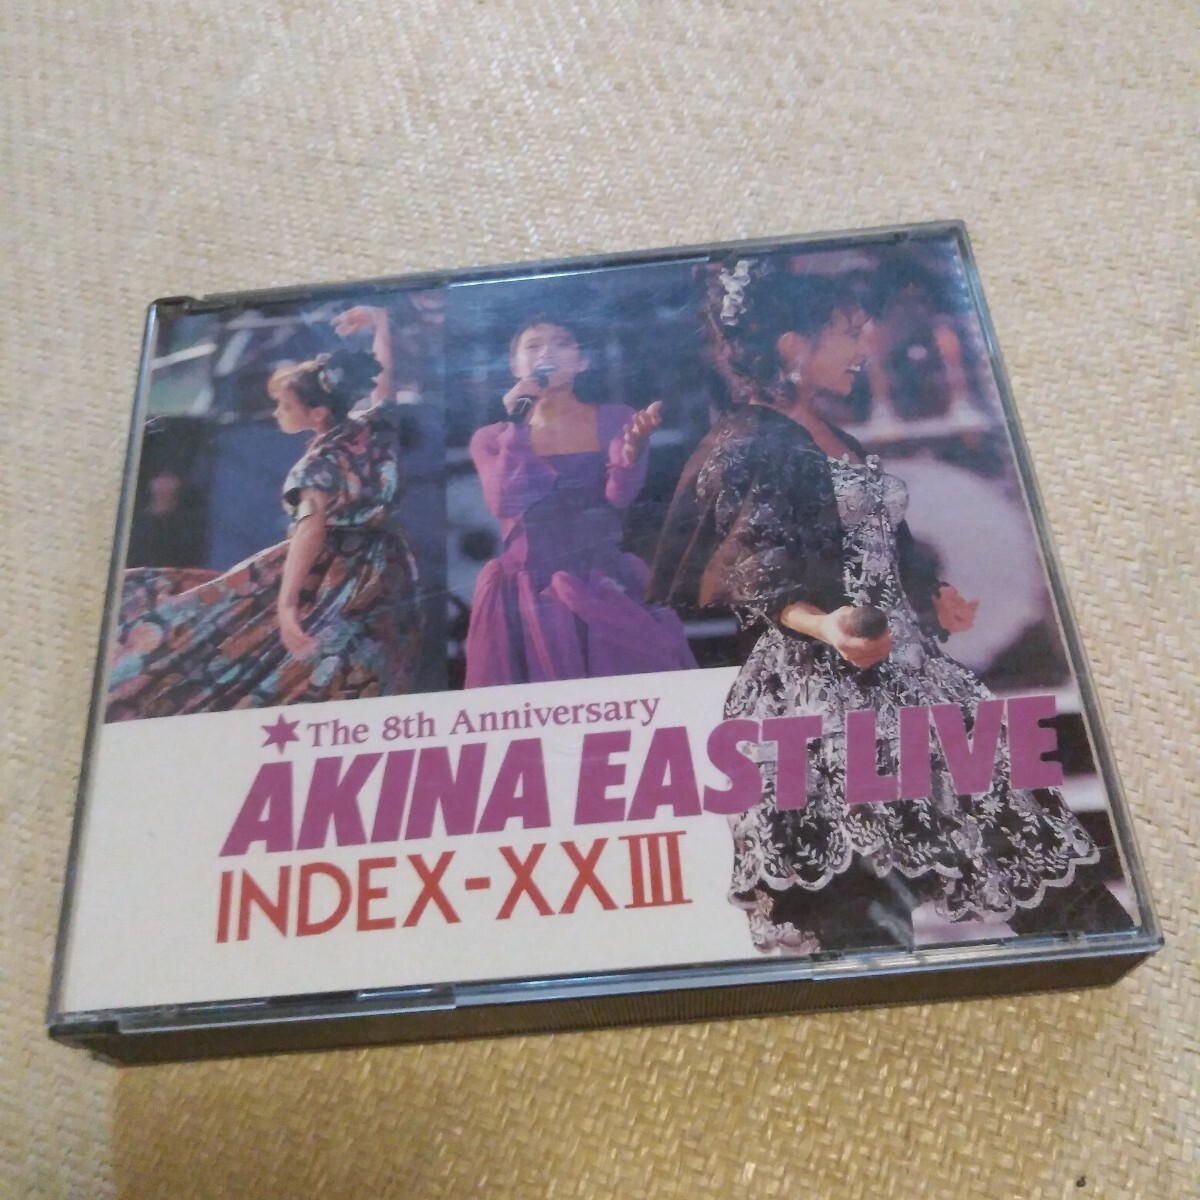 The 8th Anniversary
AKINA EAST LIVE
INDEX-XXIII